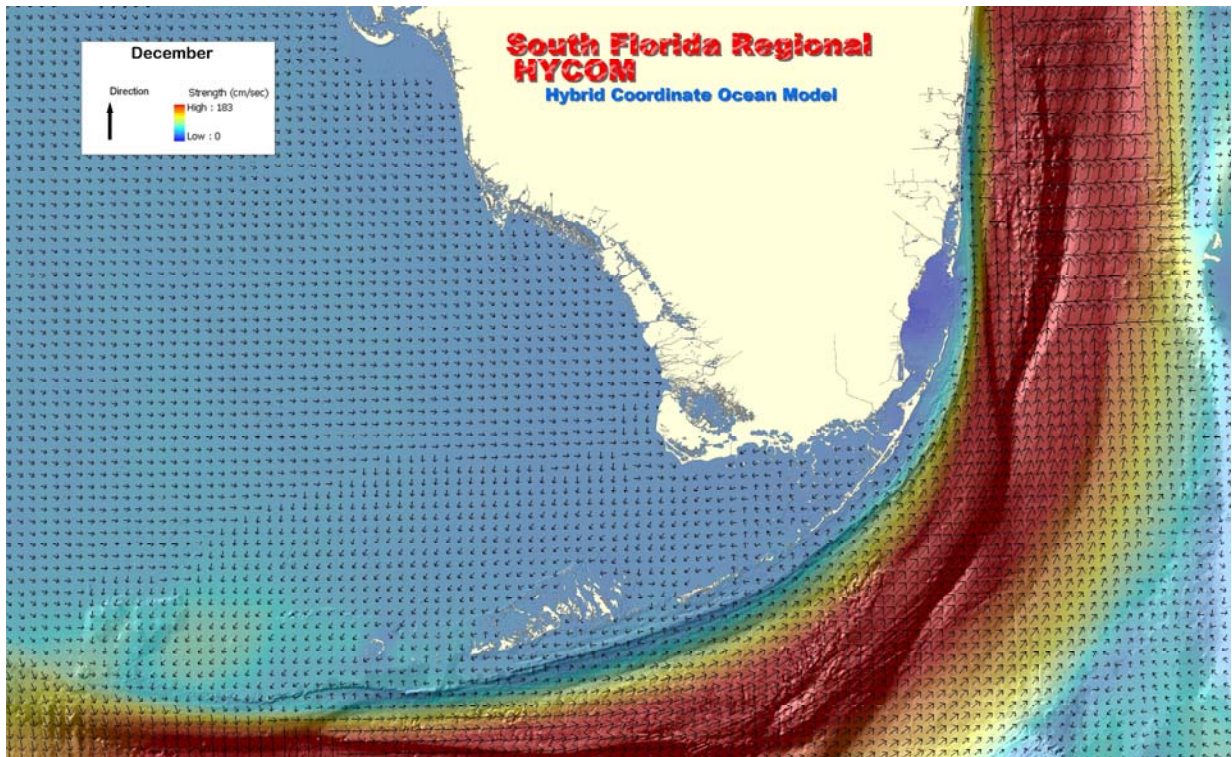 December
Direction
Strength (cm/sec)
High : 183
Low : 0
South Florida Regional
HYCOM
Hybrid Coordinate Ocean Model